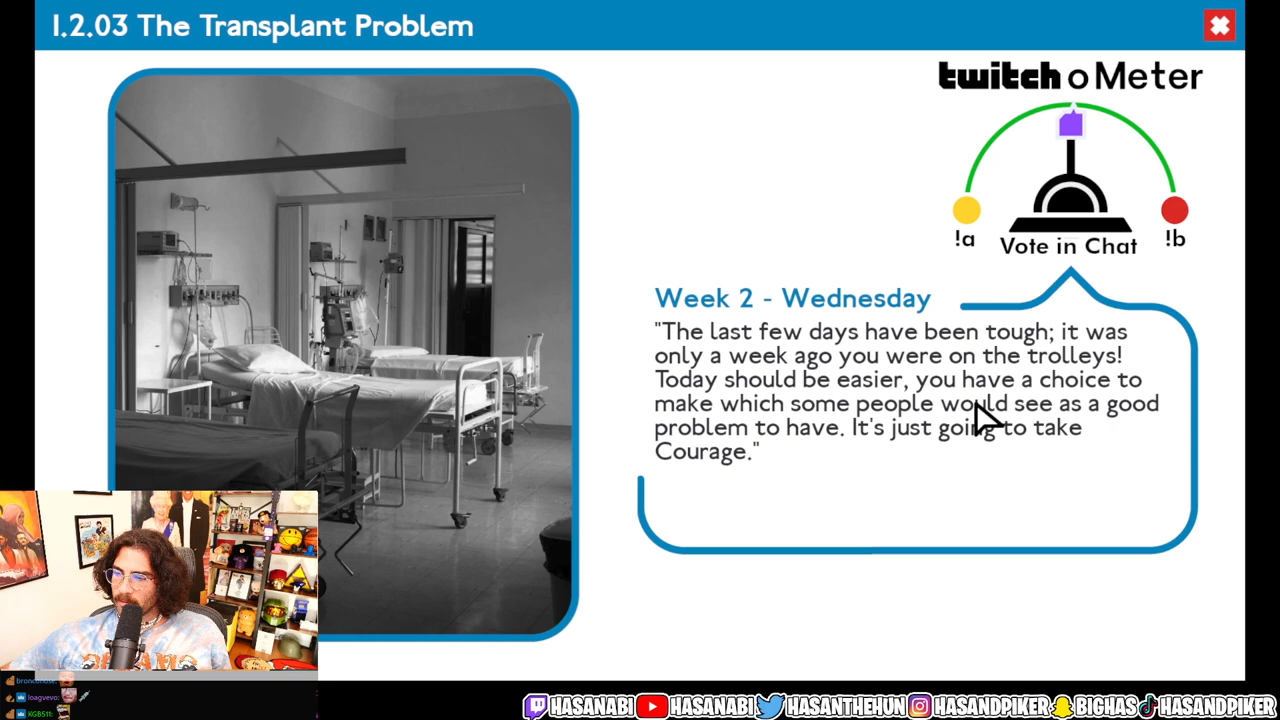 1.2.03 The Transplant Problem
twitch o Meter
!a
Vote in Chat
!b
Week 2 - Wednesday
"The last few days have been tough; it was
only a week ago you were on the trolleys!
Today should be easier, you have a choice to
make which some people would see as a good
problem to have. It's just going to take
Courage."
loagvevo:
KGB511:
HASANABI
HASANABI
HASANTHEHUN
HASANDPIKER
BIGHAS
HASANDPIKER